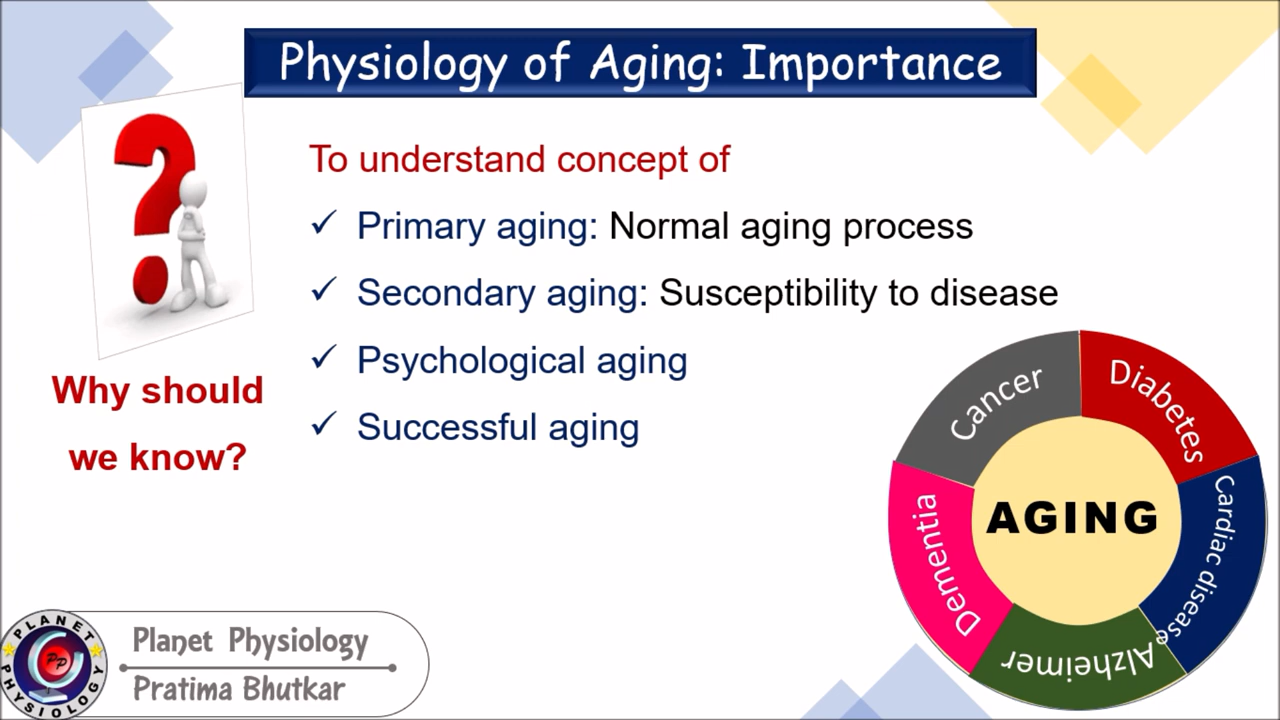 Physiology of Aging: Importance
To understand concept of
✓ Primary aging: Normal aging process
✓ Secondary aging: Susceptibility to disease
✓ Psychological aging
✓ Successful aging
Why should
we know?
Cancer
Diabetes
Cardiac disease
Alzheimer
Dementia
AGING
PLANET
PHYSIOLOGY
PP
Planet Physiology
Pratima Bhutkar